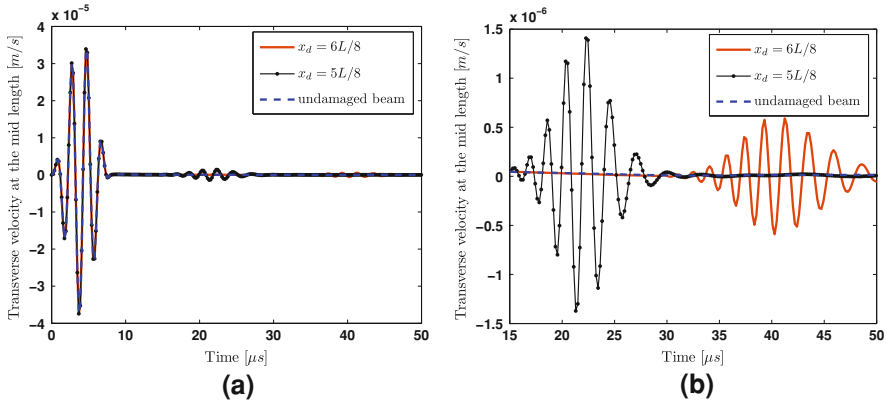 x 10⁻⁵
4
3
2
1
0
−1
−2
−3
−4
0
10
20
30
40
50
Transverse velocity at the mid length [m/s]
Time [μs]
x_d = 6L/8
x_d = 5L/8
undamaged beam
(a)
x 10⁻⁶
1.5
1
0.5
0
−0.5
−1
−1.5
15
20
25
30
35
40
45
50
Transverse velocity at the mid length [m/s]
Time [μs]
x_d = 6L/8
x_d = 5L/8
undamaged beam
(b)